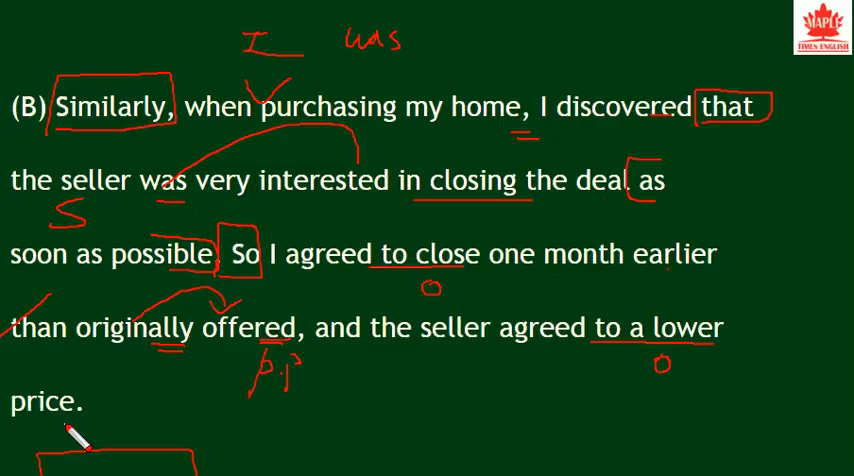 MAPLE
TIMES ENGLISH
I was
(B) Similarly, when purchasing my home, I discovered that
the seller was very interested in closing the deal as
S
soon as possible. So I agreed to close one month earlier
O
than originally offered, and the seller agreed to a lower
p.p
O
price.